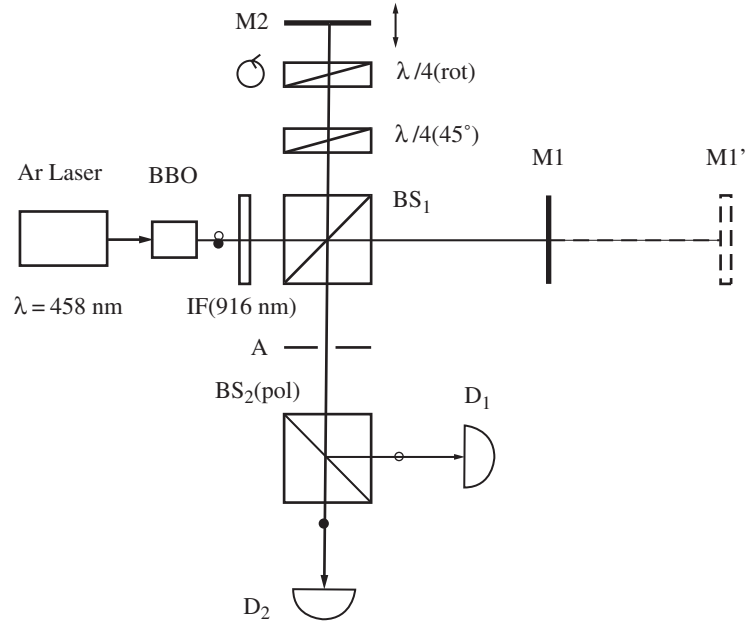 M2
λ/4(rot)
λ/4(45°)
Ar Laser
BBO
BS₁
M1
M1'
λ = 458 nm
IF(916 nm)
A
BS₂(pol)
D₁
D₂